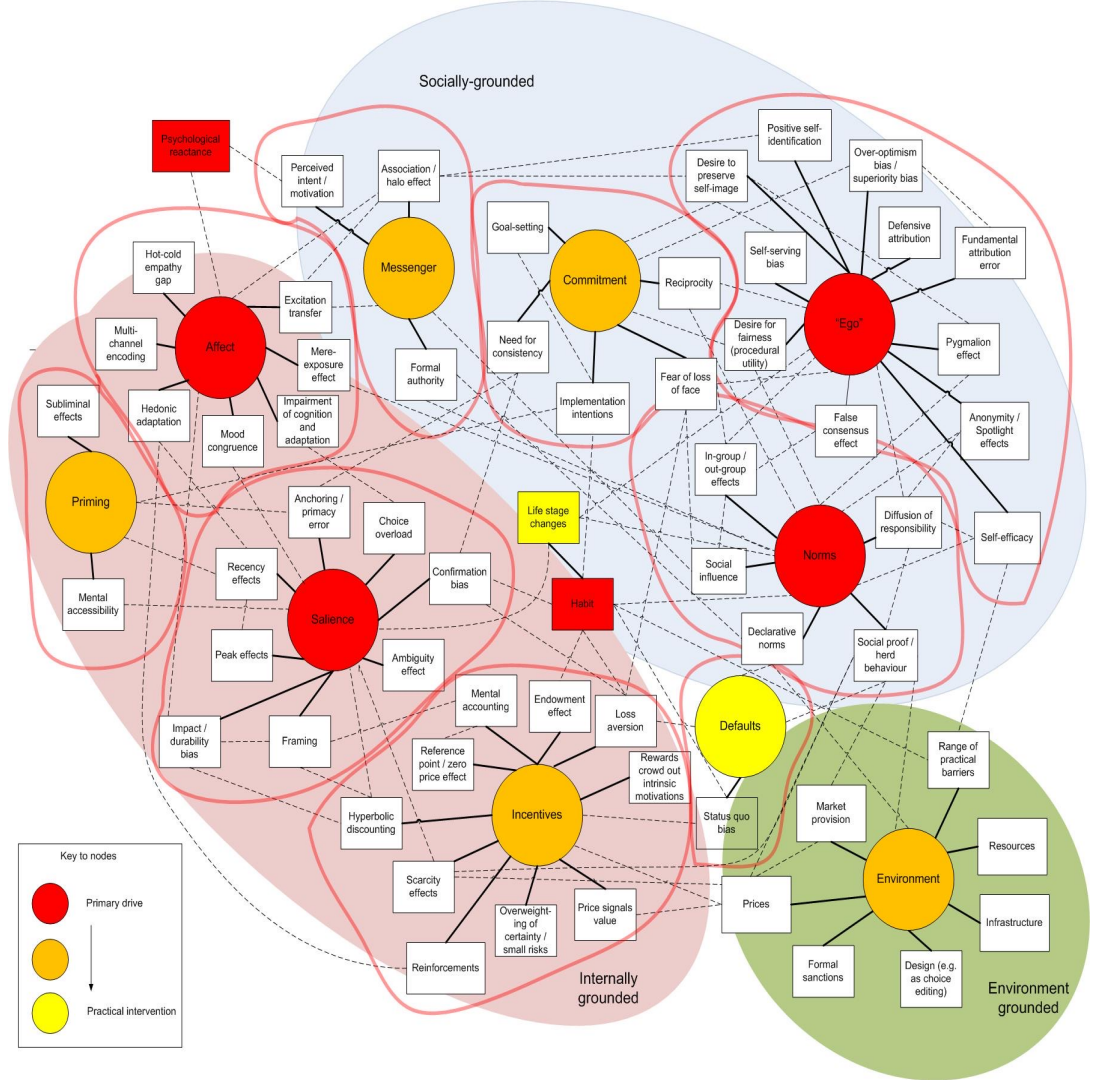 Socially-grounded
Psychological
reactance
Perceived
intent /
motivation
Association /
halo effect
Desire to
preserve
self-image
Positive self-
identification
Over-optimism
bias /
superiority bias
Goal-setting
Messenger
Commitment
Reciprocity
Self-serving
bias
Defensive
attribution
Fundamental
attribution
error
Hot-cold
empathy
gap
Excitation
transfer
Affect
Multi-
channel
encoding
Mere-
exposure
effect
Need for
consistency
Formal
authority
Desire for
fairness
(procedural
utility)
"Ego"
Pygmalion
effect
Subliminal
effects
Hedonic
adaptation
Mood
congruence
Impairment of
cognition
and
adaptation
Implementation
intentions
Fear of loss
of face
False
consensus
effect
Anonymity /
Spotlight
effects
Priming
Anchoring /
primacy
error
Choice
overload
Life stage
changes
In-group /
out-group
effects
Diffusion of
responsibility
Self-efficacy
Norms
Mental
accessibility
Recency
effects
Confirmation
bias
Habit
Social
influence
Salience
Peak effects
Ambiguity
effect
Declarative
norms
Social proof /
herd
behaviour
Impact /
durability
bias
Framing
Mental
accounting
Endowment
effect
Loss
aversion
Defaults
Range of
practical
barriers
Reference
point / zero
price effect
Rewards
crowd out
intrinsic
motivations
Hyperbolic
discounting
Incentives
Status quo
bias
Market
provision
Resources
Scarcity
effects
Environment
Overweight-
ing of
certainty /
small risks
Price signals
value
Prices
Infrastructure
Reinforcements
Formal
sanctions
Design (e.g.
as choice
editing)
Internally
grounded
Environment
grounded
Key to nodes
Primary drive
Practical intervention